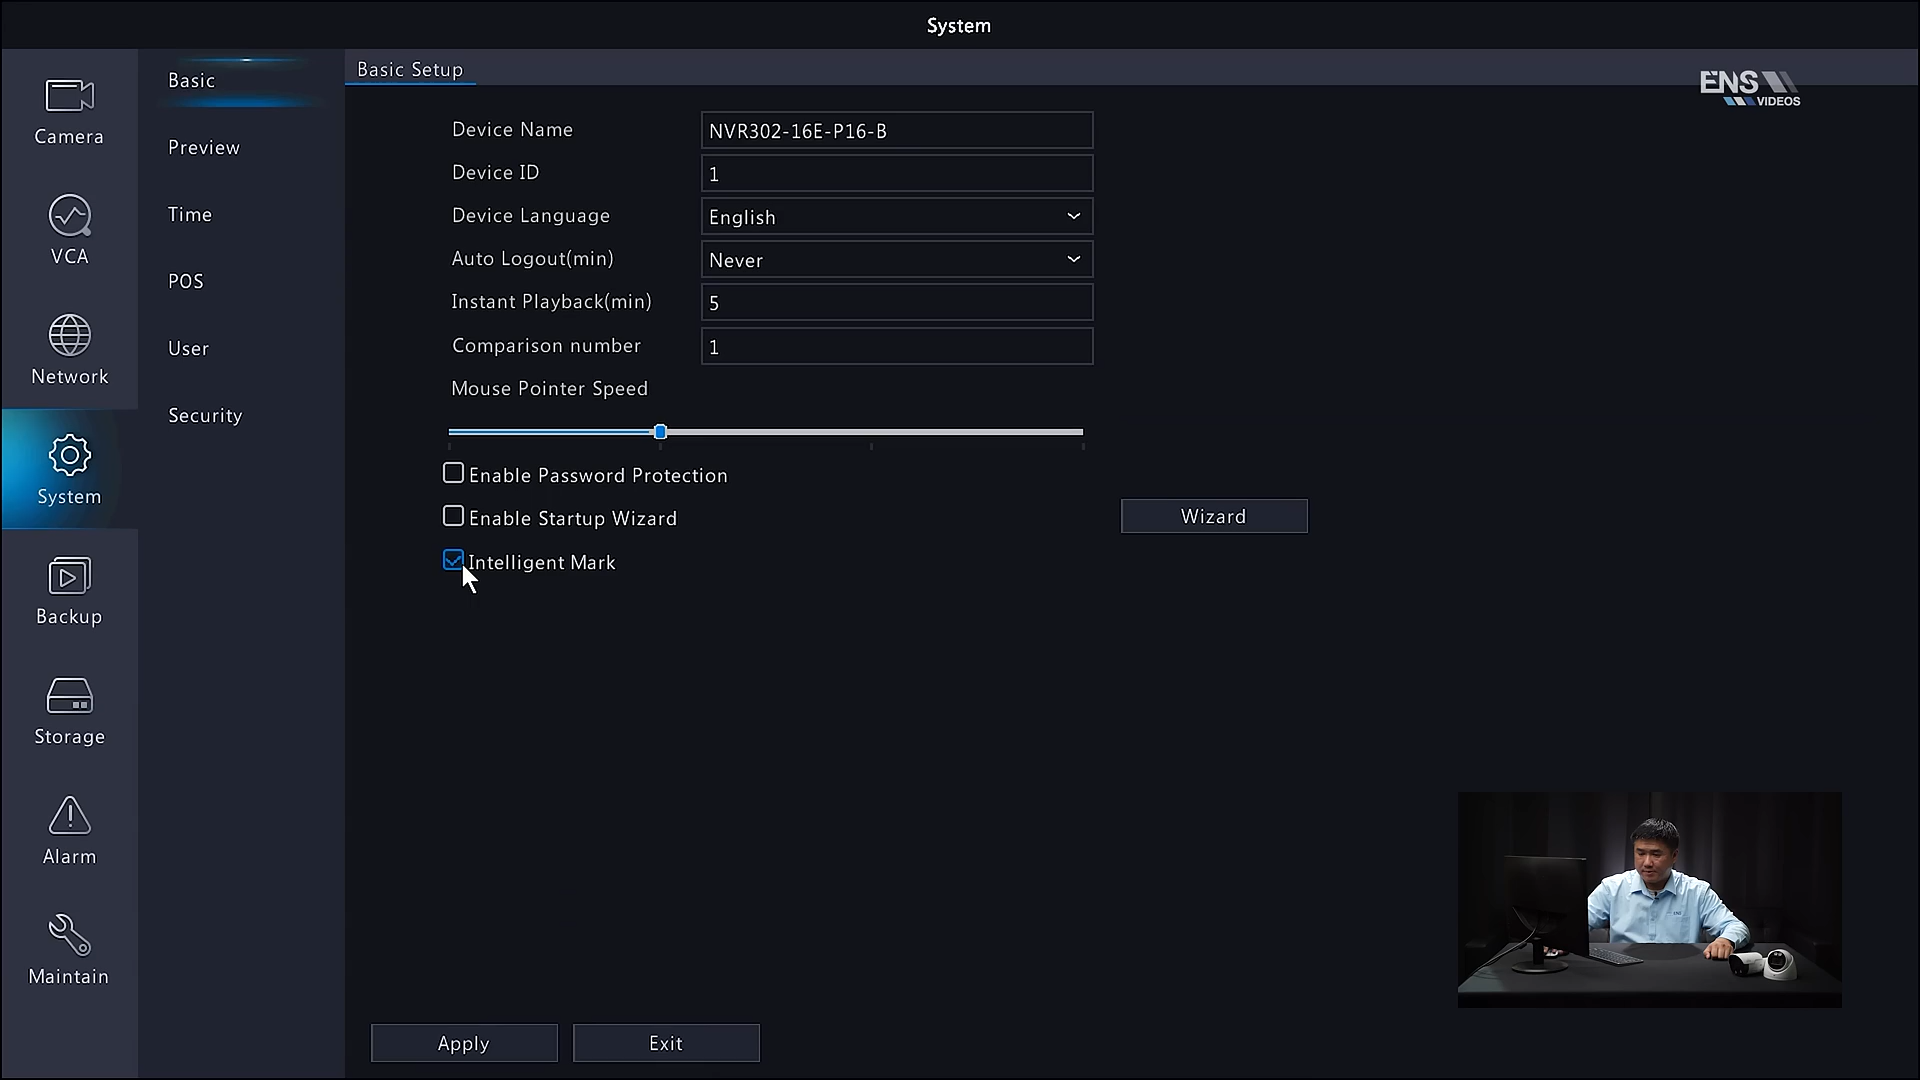 System
Camera
VCA
Network
System
Backup
Storage
Alarm
Maintain
Basic
Preview
Time
POS
User
Security
Basic Setup
ENS
VIDEOS
Device Name NVR302-16E-P16-B
Device ID 1
Device Language English
Auto Logout(min) Never
Instant Playback(min) 5
Comparison number 1
Mouse Pointer Speed
Enable Password Protection
Enable Startup Wizard Wizard
Intelligent Mark
Apply Exit